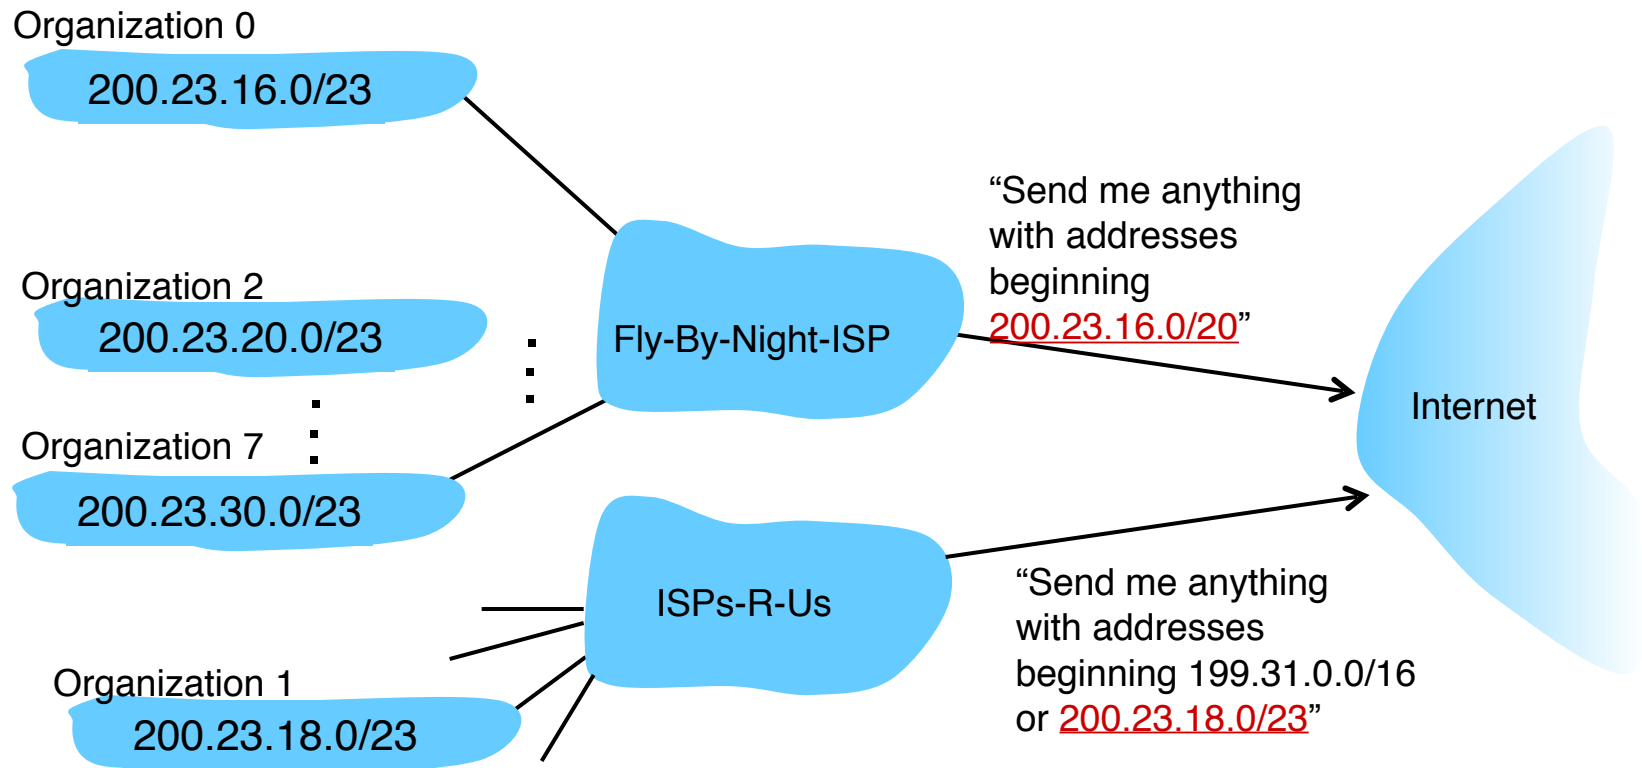 Organization 0
200.23.16.0/23
Organization 2
200.23.20.0/23
Organization 7
200.23.30.0/23
Fly-By-Night-ISP
“Send me anything
with addresses
beginning
200.23.16.0/20”
Internet
ISPs-R-Us
“Send me anything
with addresses
beginning 199.31.0.0/16
or 200.23.18.0/23”
Organization 1
200.23.18.0/23